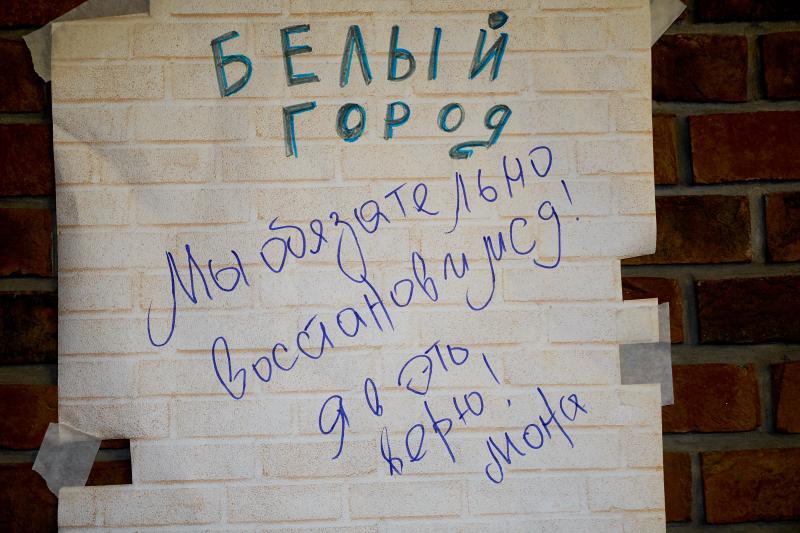 БЕЛЫЙ
ГОРОД
Мы обязательно
восстановимся!
Я в это
верю!
Мона